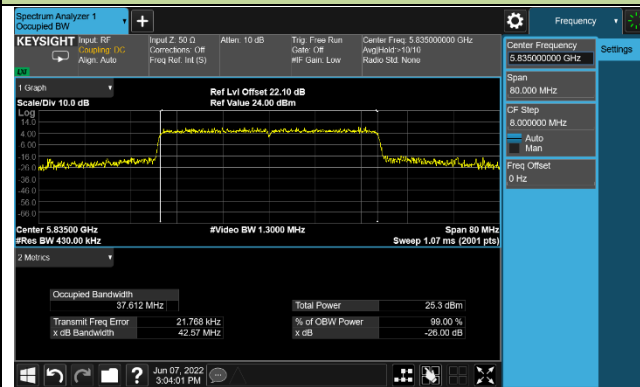 Spectrum Analyzer 1
Occupied BW
Frequency
KEYSIGHT
Input: RF
Coupling: DC
Align: Auto
Input Z: 50 Ω
Corrections: Off
Freq Ref: Int (S)
Atten: 10 dB
Trig: Free Run
Gate: Off
#IF Gain: Low
Center Freq: 5.835000000 GHz
Avg|Hold:>10/10
Radio Std: None
Center Frequency
5.835000000 GHz
Settings
Span
80.000 MHz
CF Step
8.000000 MHz
Auto
Man
Freq Offset
0 Hz
1 Graph
Scale/Div 10.0 dB
Ref Lvl Offset 22.10 dB
Ref Value 24.00 dBm
Log
14.0
4.00
-6.00
-16.0
-26.0
-36.0
-46.0
-56.0
-66.0
Center 5.83500 GHz
#Res BW 430.00 kHz
#Video BW 1.3000 MHz
Span 80 MHz
Sweep 1.07 ms (2001 pts)
2 Metrics
Occupied Bandwidth
37.612 MHz
Total Power 25.3 dBm
Transmit Freq Error 21.768 kHz
% of OBW Power 99.00 %
x dB Bandwidth 42.57 MHz
x dB -26.00 dB
Jun 07, 2022
3:04:01 PM